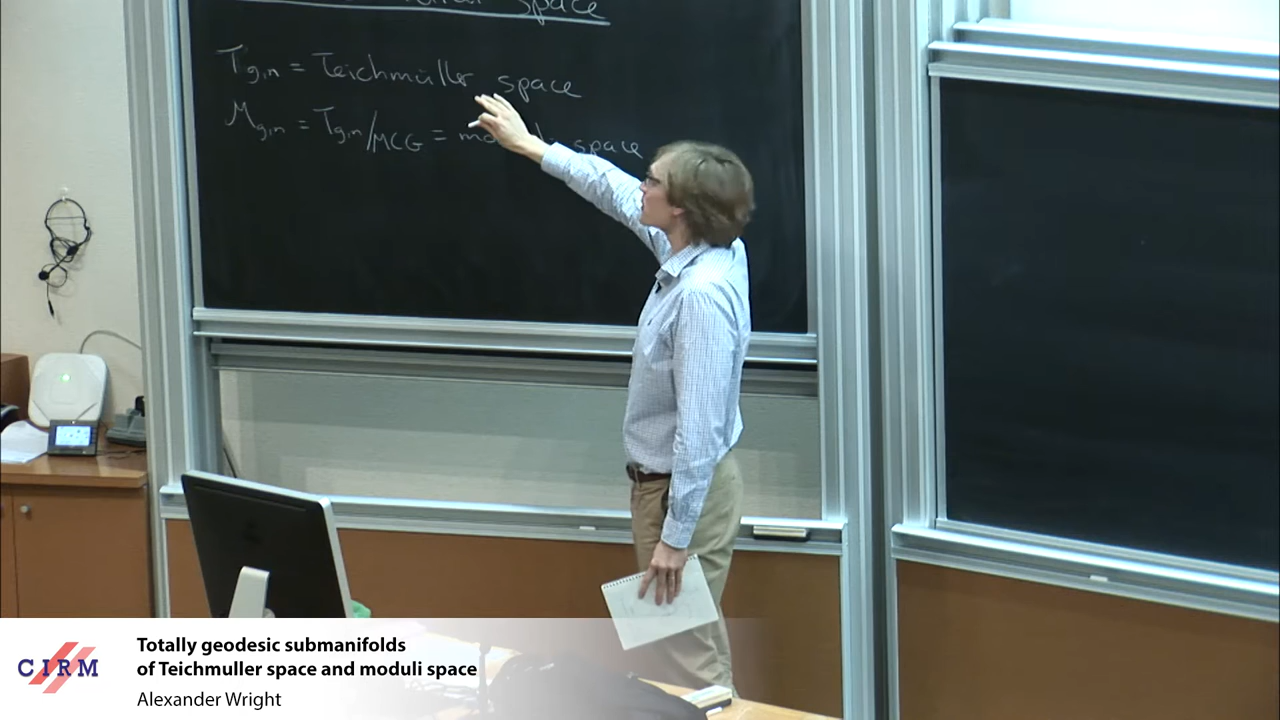 space
T_{g,n} = Teichmüller space
M_{g,n} = T_{g,n}/MCG = space
CIRM
Totally geodesic submanifolds
of Teichmuller space and moduli space
Alexander Wright